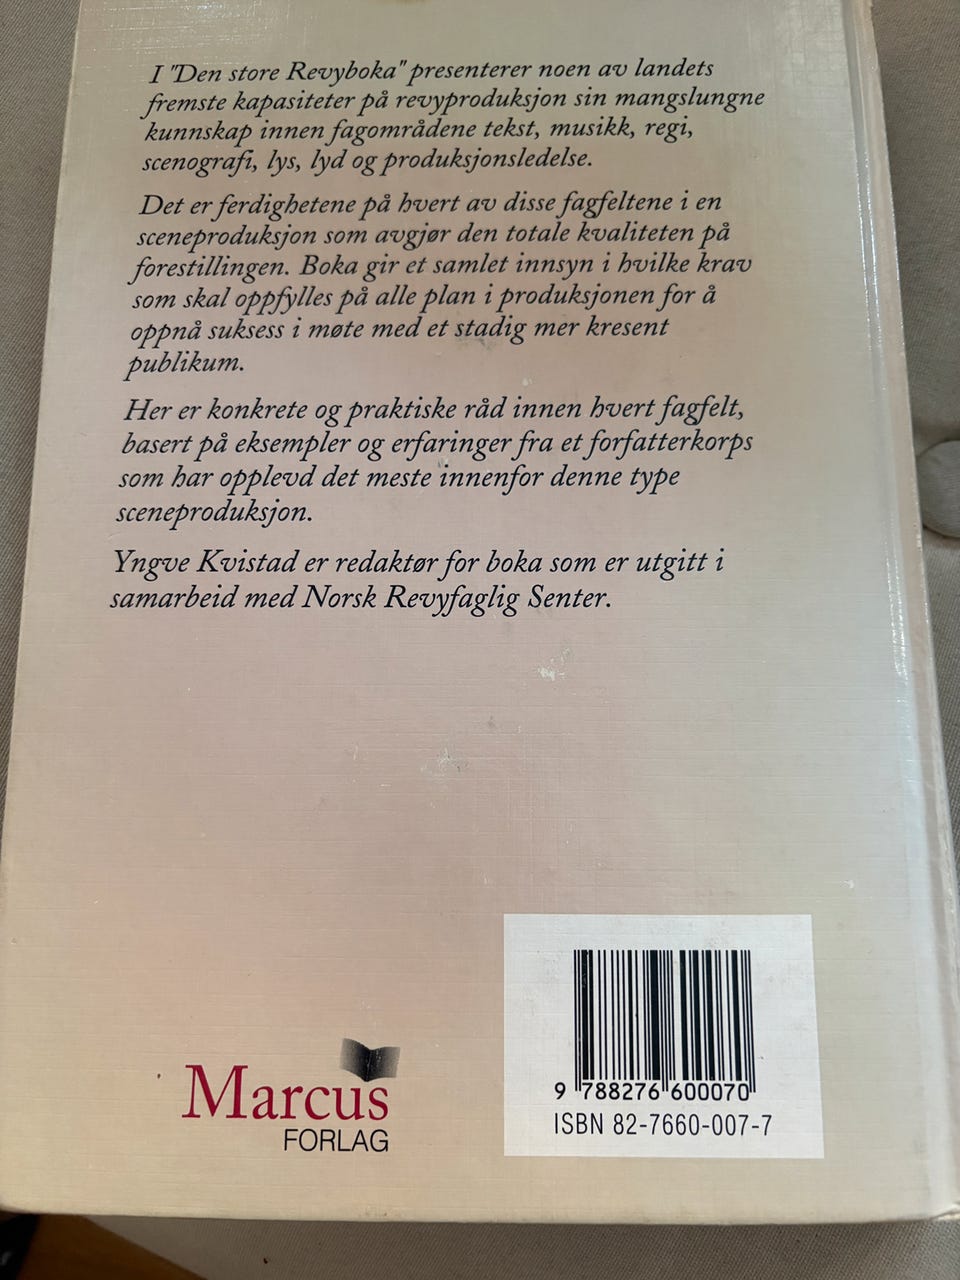 I "Den store Revyboka" presenterer noen av landets
fremste kapasiteter på revyproduksjon sin mangslungne
kunnskap innen fagområdene tekst, musikk, regi,
scenografi, lys, lyd og produksjonsledelse.
Det er ferdighetene på hvert av disse fagfeltene i en
sceneproduksjon som avgjør den totale kvaliteten på
forestillingen. Boka gir et samlet innsyn i hvilke krav
som skal oppfylles på alle plan i produksjonen for å
oppnå suksess i møte med et stadig mer kresent
publikum.
Her er konkrete og praktiske råd innen hvert fagfelt,
basert på eksempler og erfaringer fra et forfatterkorps
som har opplevd det meste innenfor denne type
sceneproduksjon.
Yngve Kvistad er redaktør for boka som er utgitt i
samarbeid med Norsk Revyfaglig Senter.
Marcus
FORLAG
9 788276 600070
ISBN 82-7660-007-7